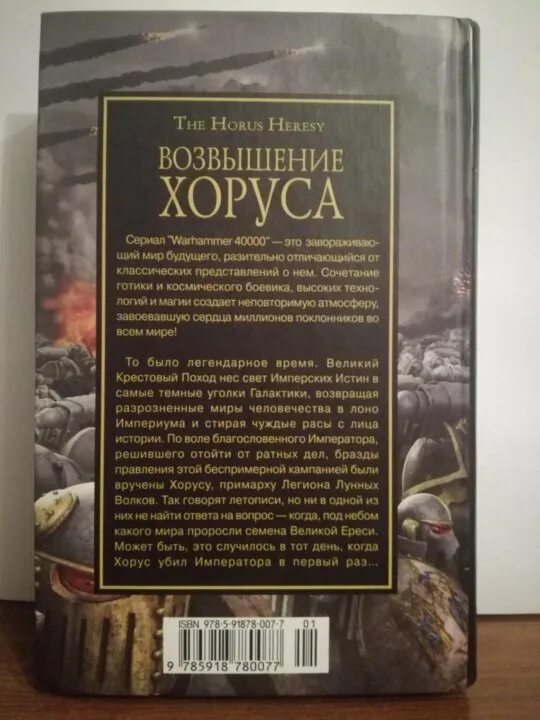 THE HORUS HERESY
ВОЗВЫШЕНИЕ
ХОРУСА
Сериал "Warhammer 40000" — это завораживаю-
щий мир будущего, разительно отличающийся от
классических представлений о нем. Сочетание
готики и космического боевика, высоких техно-
логий и магии создает неповторимую атмосферу,
завоевавшую сердца миллионов поклонников во
всем мире!
То было легендарное время. Великий
Крестовый Поход нес свет Имперских Истин в
самые темные уголки Галактики, возвращая
разрозненные миры человечества в лоно
Империума и стирая чуждые расы с лица
истории. По воле благословенного Императора,
решившего отойти от ратных дел, бразды
правления этой беспримерной кампанией были
вручены Хорусу, примарху Легиона Лунных
Волков. Так говорят летописи, но ни в одной из
них не найти ответа на вопрос — когда, под небом
какого мира проросли семена Великой Ереси.
Может быть, это случилось в тот день, когда
Хорус убил Императора в первый раз...
ISBN 978-5-91878-007-7
01
9 785918 780077